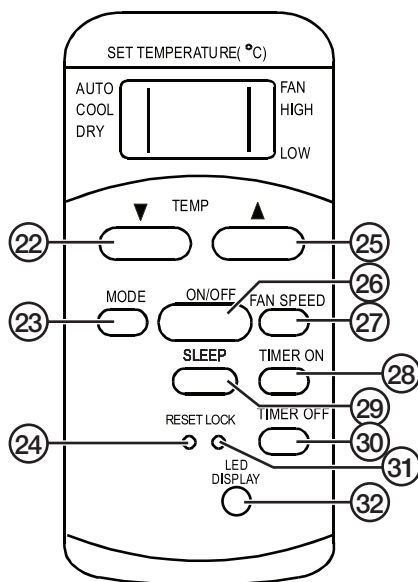 SET TEMPERATURE( °C)
AUTO
COOL
DRY
FAN
HIGH
LOW
▼ TEMP ▲
22
25
26
MODE
ON/OFF
FAN SPEED
23
27
SLEEP
TIMER ON
28
29
RESET LOCK
TIMER OFF
24
30
31
LED
DISPLAY
32